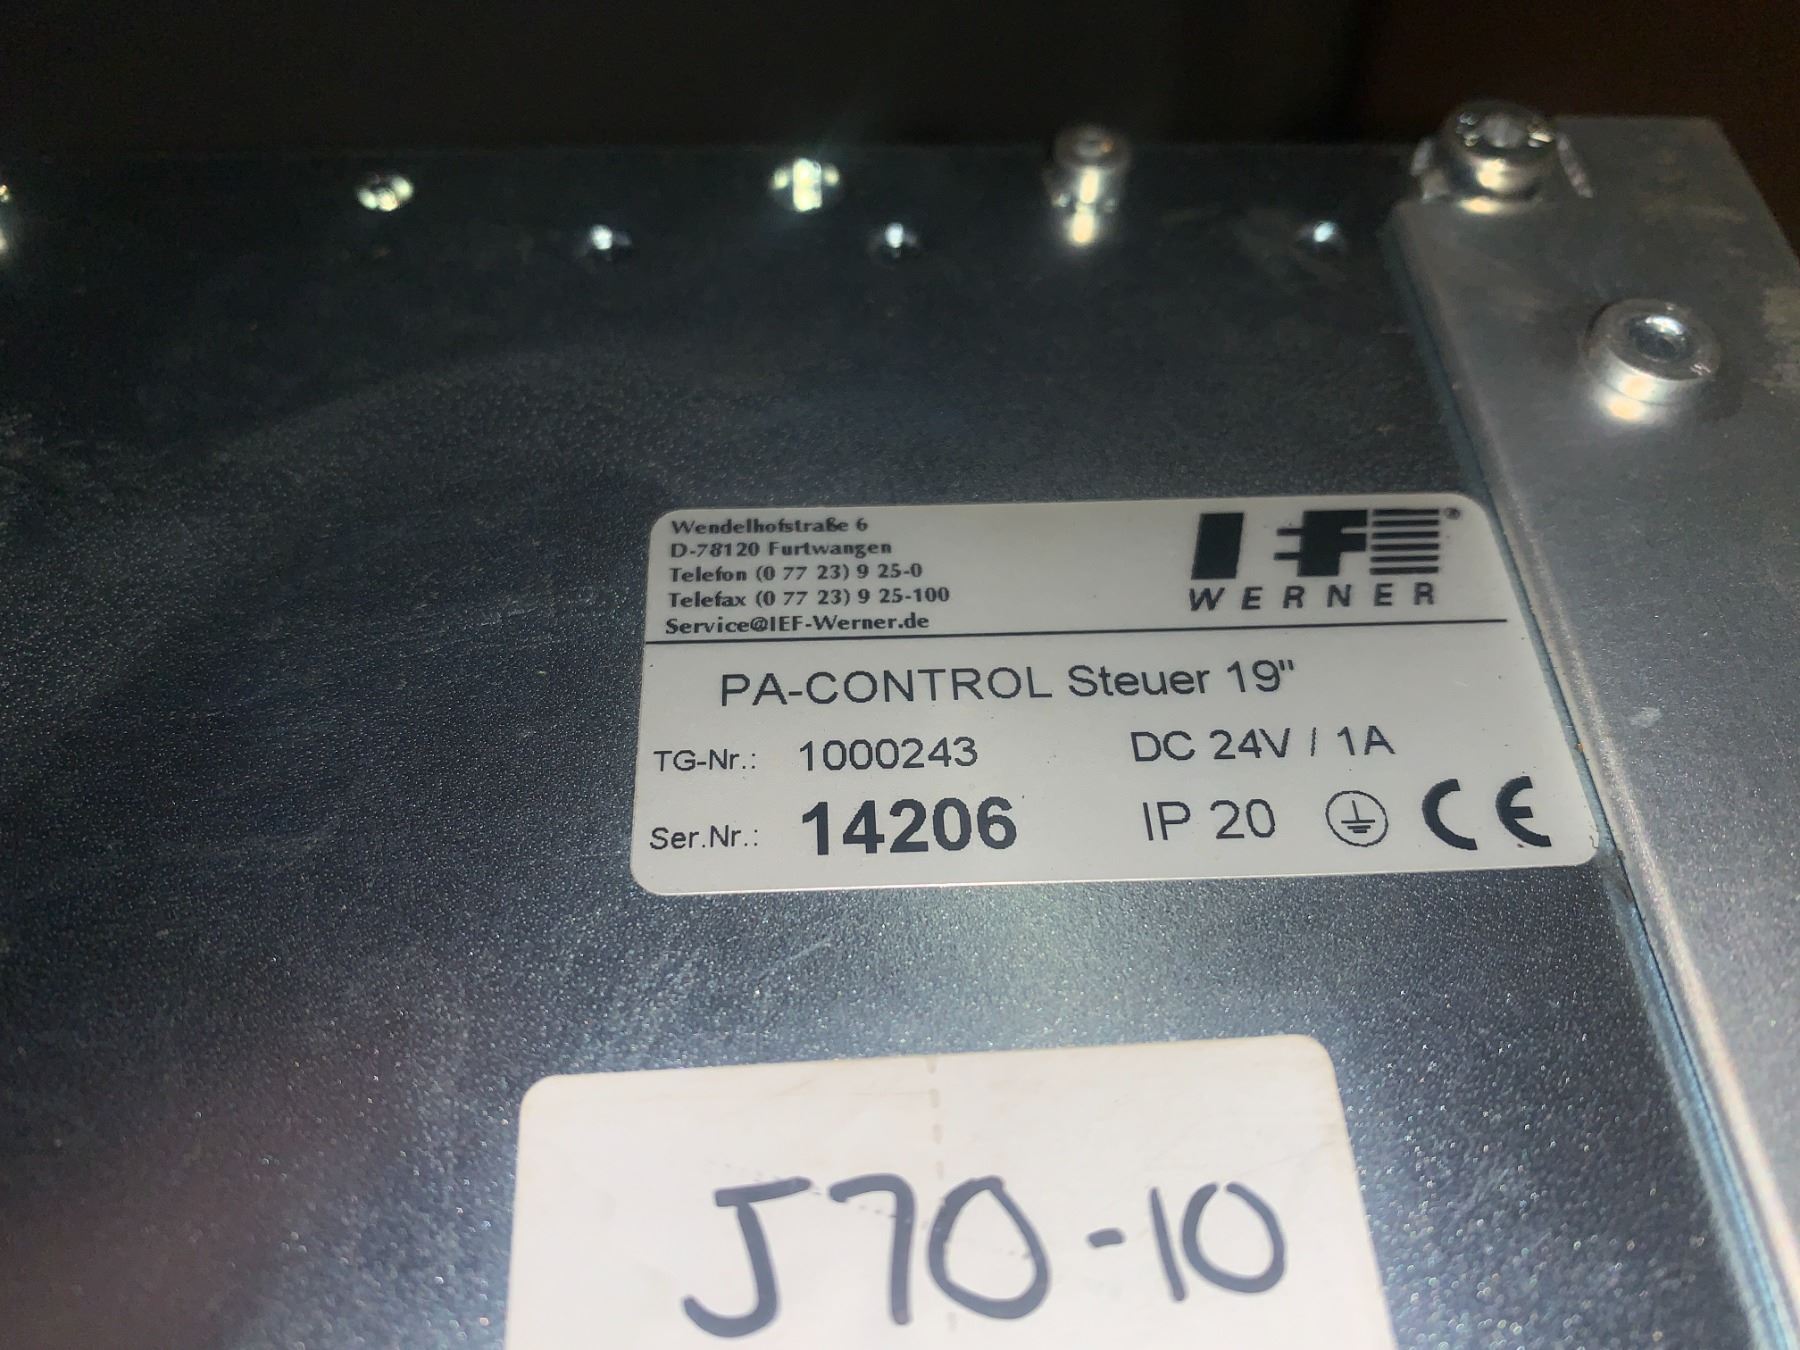 Wendelhofstraße 6
D-78120 Furtwangen
Telefon (0 77 23) 9 25-0
Telefax (0 77 23) 9 25-100
Service@IEF-Werner.de
IEF®
WERNER
PA-CONTROL Steuer 19"
TG-Nr.: 1000243 DC 24V / 1A
Ser.Nr.: 14206 IP 20 CE
J70-10